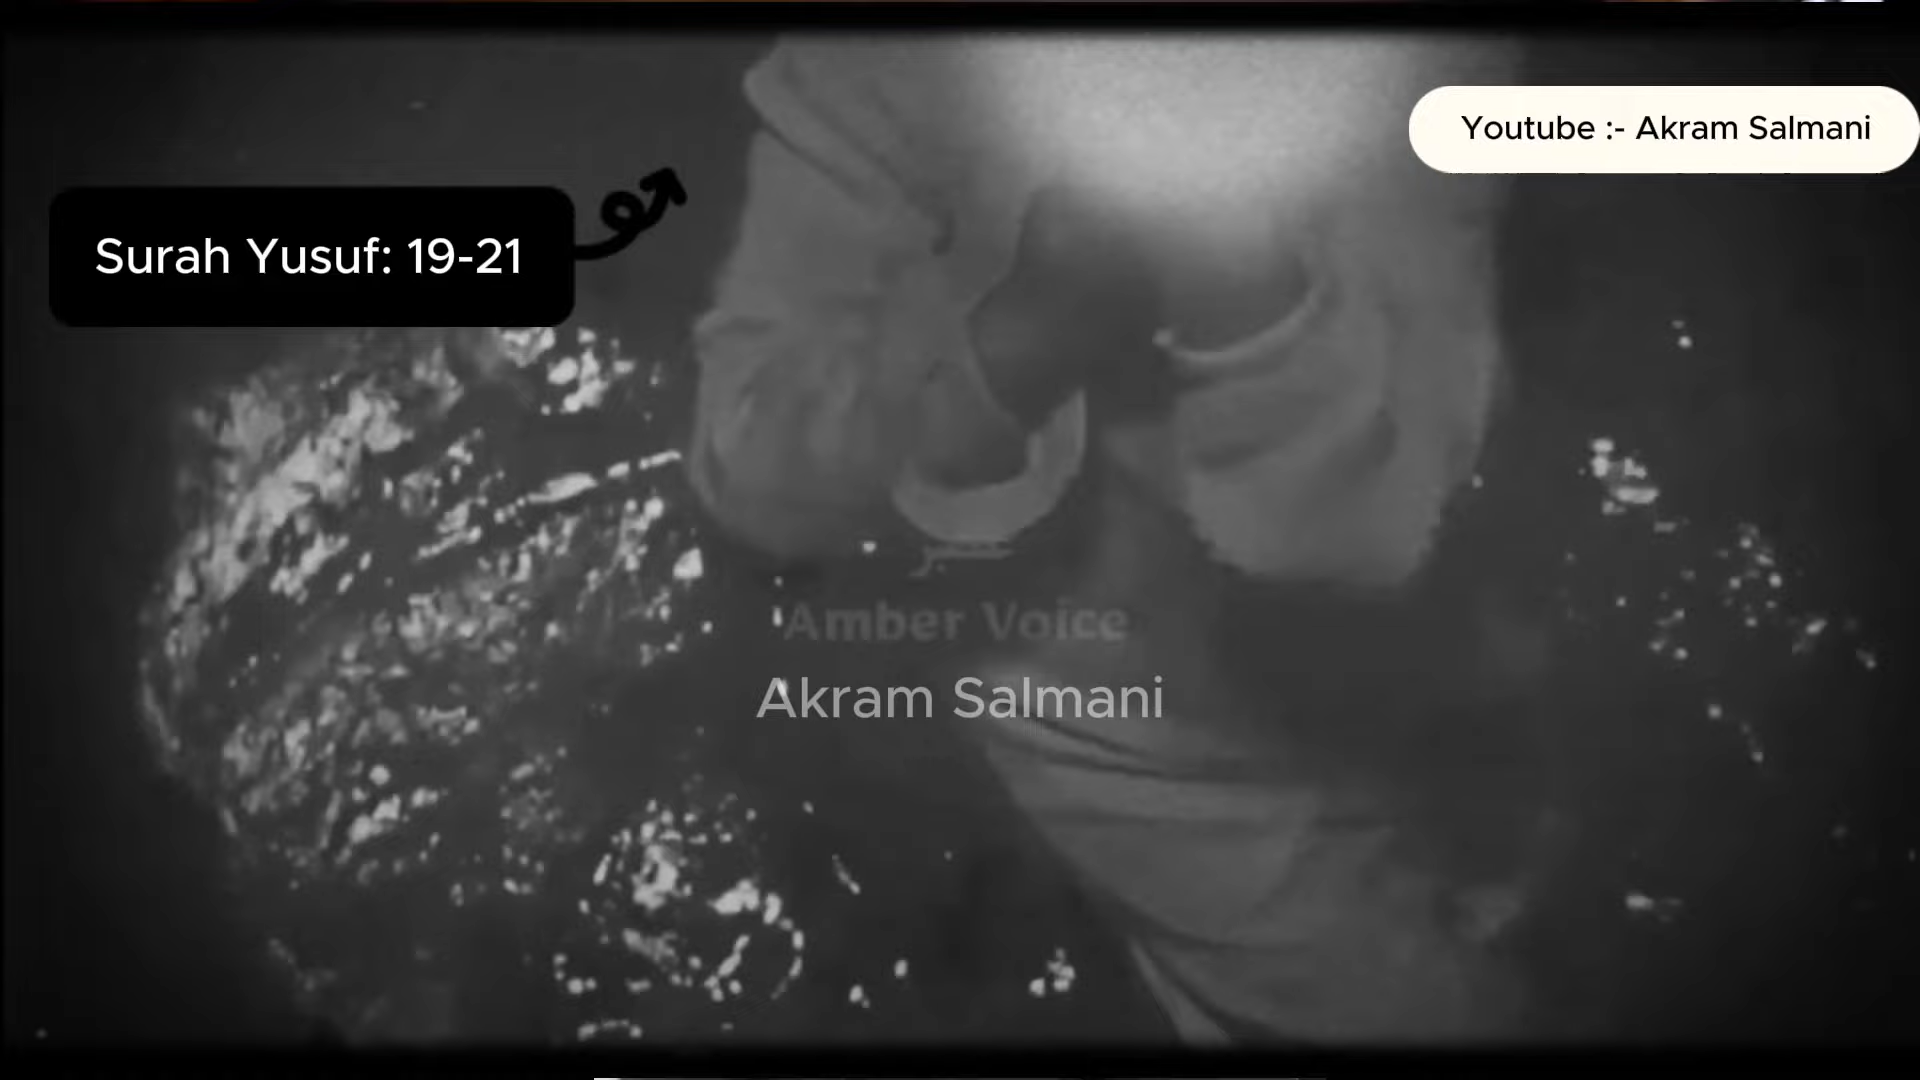 Youtube :- Akram Salmani
Surah Yusuf: 19-21
Amber Voice
Akram Salmani